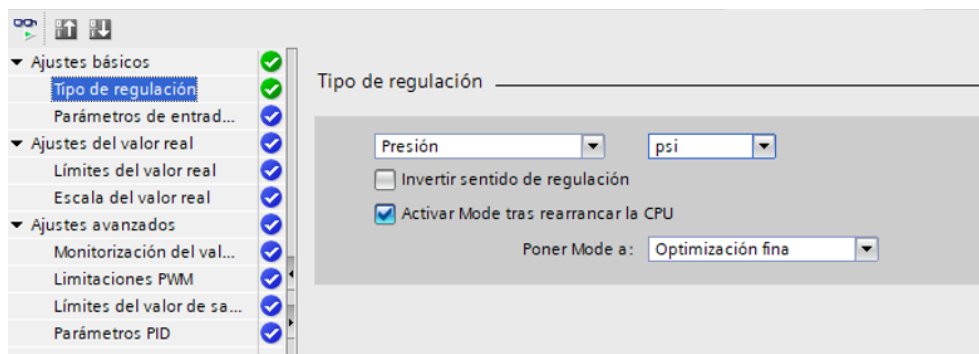 Ajustes básicos
Tipo de regulación
Parámetros de entrad...
Ajustes del valor real
Límites del valor real
Escala del valor real
Ajustes avanzados
Monitorización del val...
Limitaciones PWM
Límites del valor de sa...
Parámetros PID
Tipo de regulación
Presión psi
Invertir sentido de regulación
Activar Mode tras rearrancar la CPU
Poner Mode a: Optimización fina